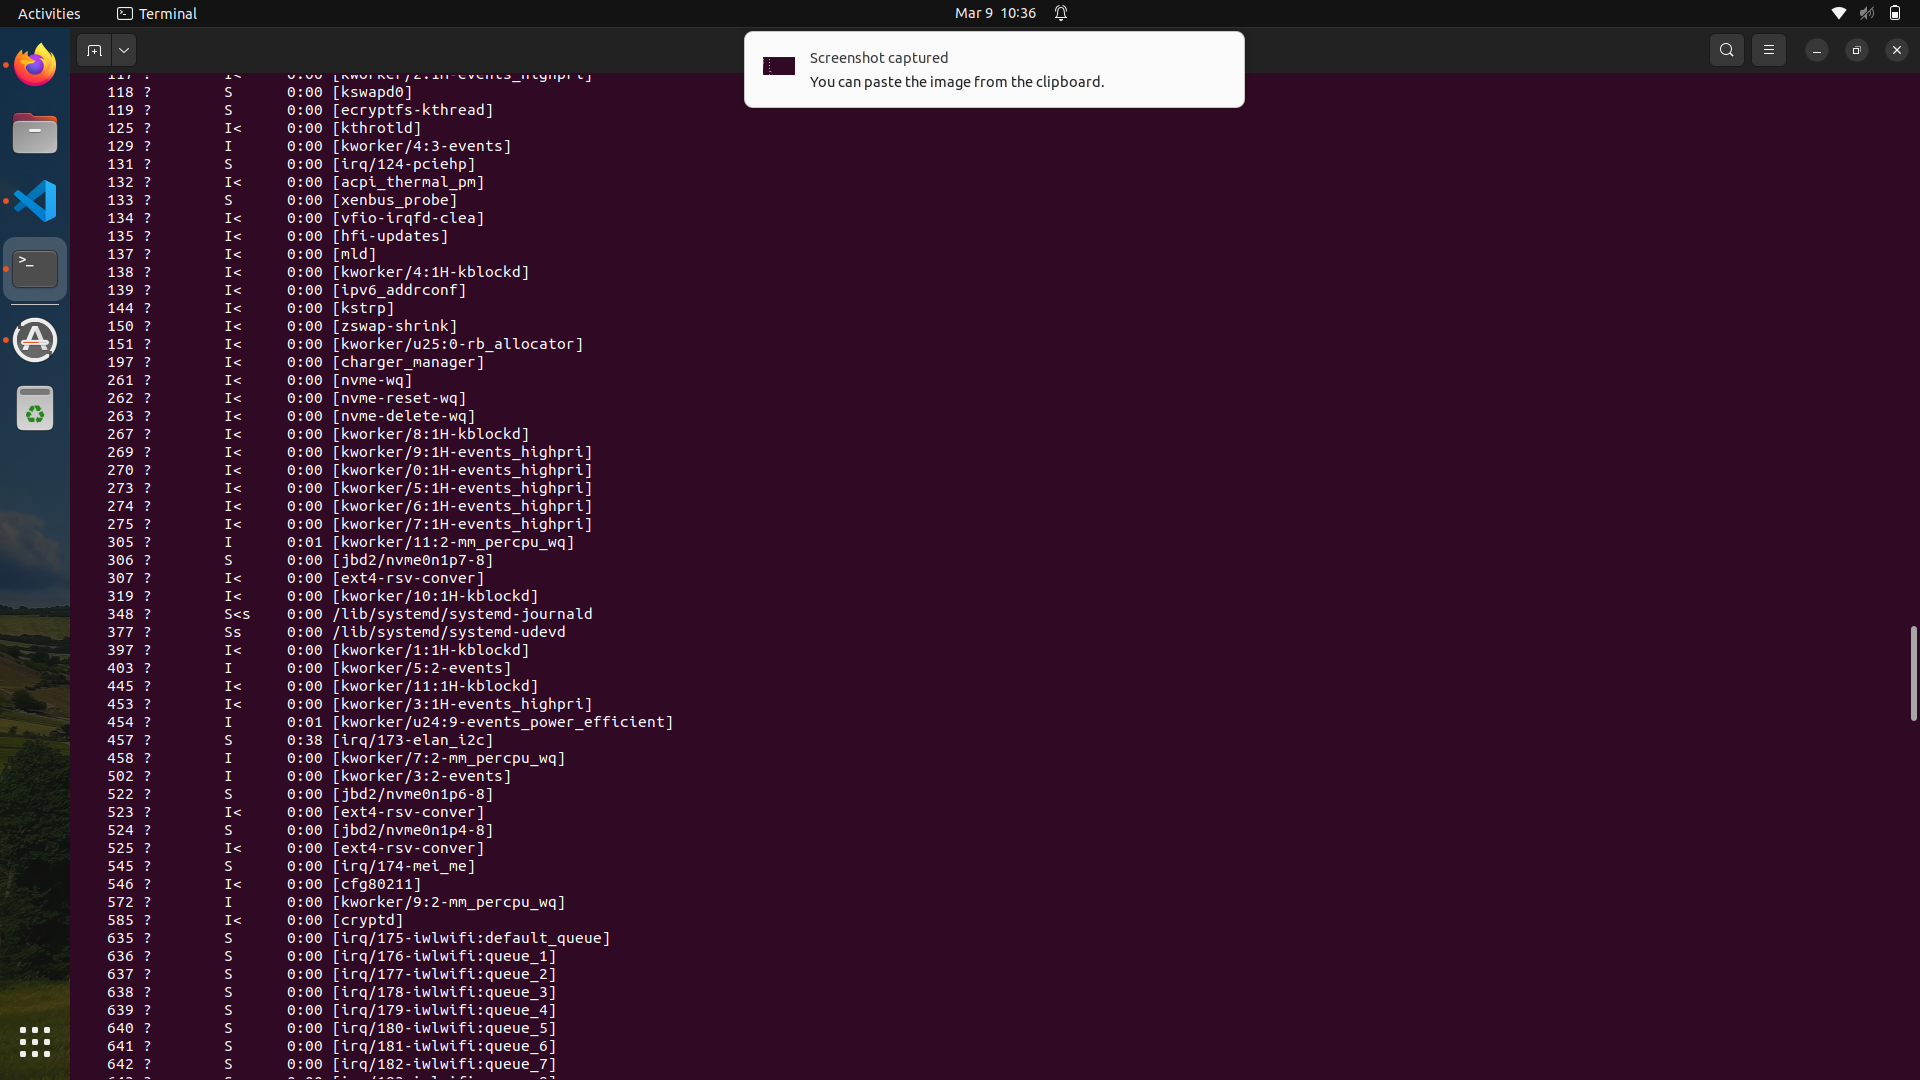 Activities
Terminal
Mar 9 10:36
Screenshot captured
You can paste the image from the clipboard.
117 ? I< 0:00 [kworker/2:1H-events_highpri]
118 ? S 0:00 [kswapd0]
119 ? S 0:00 [ecryptfs-kthread]
125 ? I< 0:00 [kthrotld]
129 ? I 0:00 [kworker/4:3-events]
131 ? S 0:00 [irq/124-pciehp]
132 ? I< 0:00 [acpi_thermal_pm]
133 ? S 0:00 [xenbus_probe]
134 ? I< 0:00 [vfio-irqfd-clea]
135 ? I< 0:00 [hfi-updates]
137 ? I< 0:00 [mld]
138 ? I< 0:00 [kworker/4:1H-kblockd]
139 ? I< 0:00 [ipv6_addrconf]
144 ? I< 0:00 [kstrp]
150 ? I< 0:00 [zswap-shrink]
151 ? I< 0:00 [kworker/u25:0-rb_allocator]
197 ? I< 0:00 [charger_manager]
261 ? I< 0:00 [nvme-wq]
262 ? I< 0:00 [nvme-reset-wq]
263 ? I< 0:00 [nvme-delete-wq]
267 ? I< 0:00 [kworker/8:1H-kblockd]
269 ? I< 0:00 [kworker/9:1H-events_highpri]
270 ? I< 0:00 [kworker/0:1H-events_highpri]
273 ? I< 0:00 [kworker/5:1H-events_highpri]
274 ? I< 0:00 [kworker/6:1H-events_highpri]
275 ? I< 0:00 [kworker/7:1H-events_highpri]
305 ? I 0:01 [kworker/11:2-mm_percpu_wq]
306 ? S 0:00 [jbd2/nvme0n1p7-8]
307 ? I< 0:00 [ext4-rsv-conver]
319 ? I< 0:00 [kworker/10:1H-kblockd]
348 ? S<s 0:00 /lib/systemd/systemd-journald
377 ? Ss 0:00 /lib/systemd/systemd-udevd
397 ? I< 0:00 [kworker/1:1H-kblockd]
403 ? I 0:00 [kworker/5:2-events]
445 ? I< 0:00 [kworker/11:1H-kblockd]
453 ? I< 0:00 [kworker/3:1H-events_highpri]
454 ? I 0:01 [kworker/u24:9-events_power_efficient]
457 ? S 0:38 [irq/173-elan_i2c]
458 ? I 0:00 [kworker/7:2-mm_percpu_wq]
502 ? I 0:00 [kworker/3:2-events]
522 ? S 0:00 [jbd2/nvme0n1p6-8]
523 ? I< 0:00 [ext4-rsv-conver]
524 ? S 0:00 [jbd2/nvme0n1p4-8]
525 ? I< 0:00 [ext4-rsv-conver]
545 ? S 0:00 [irq/174-mei_me]
546 ? I< 0:00 [cfg80211]
572 ? I 0:00 [kworker/9:2-mm_percpu_wq]
585 ? I< 0:00 [cryptd]
635 ? S 0:00 [irq/175-iwlwifi:default_queue]
636 ? S 0:00 [irq/176-iwlwifi:queue_1]
637 ? S 0:00 [irq/177-iwlwifi:queue_2]
638 ? S 0:00 [irq/178-iwlwifi:queue_3]
639 ? S 0:00 [irq/179-iwlwifi:queue_4]
640 ? S 0:00 [irq/180-iwlwifi:queue_5]
641 ? S 0:00 [irq/181-iwlwifi:queue_6]
642 ? S 0:00 [irq/182-iwlwifi:queue_7]